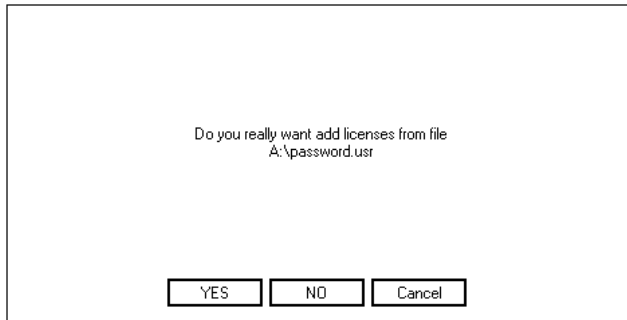 Do you really want add licenses from file
A:\password.usr
YES
NO
Cancel